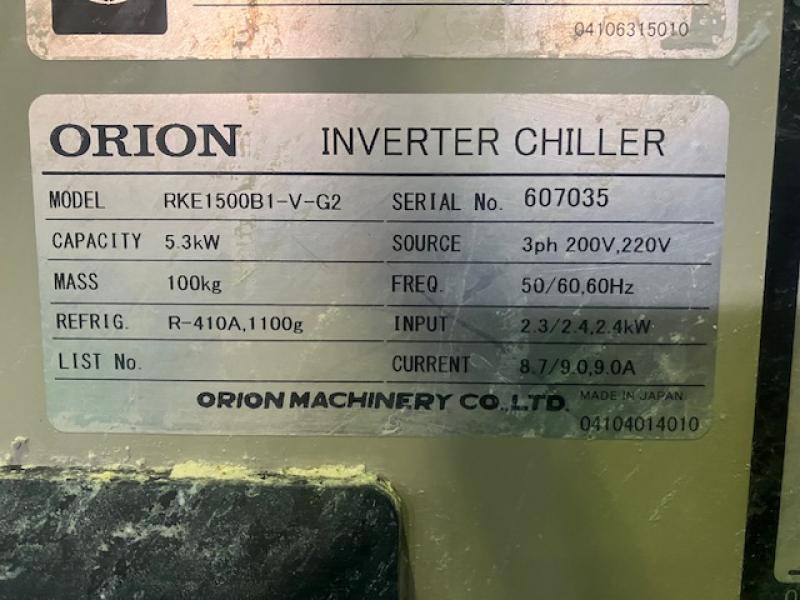 04106315010
ORION INVERTER CHILLER
MODEL RKE1500B1-V-G2 SERIAL No. 607035
CAPACITY 5.3kW SOURCE 3ph 200V,220V
MASS 100kg FREQ. 50/60,60Hz
REFRIG. R-410A,1100g INPUT 2.3/2.4,2.4kW
LIST No. CURRENT 8.7/9.0,9.0A
ORION MACHINERY CO.,LTD. MADE IN JAPAN
04104014010